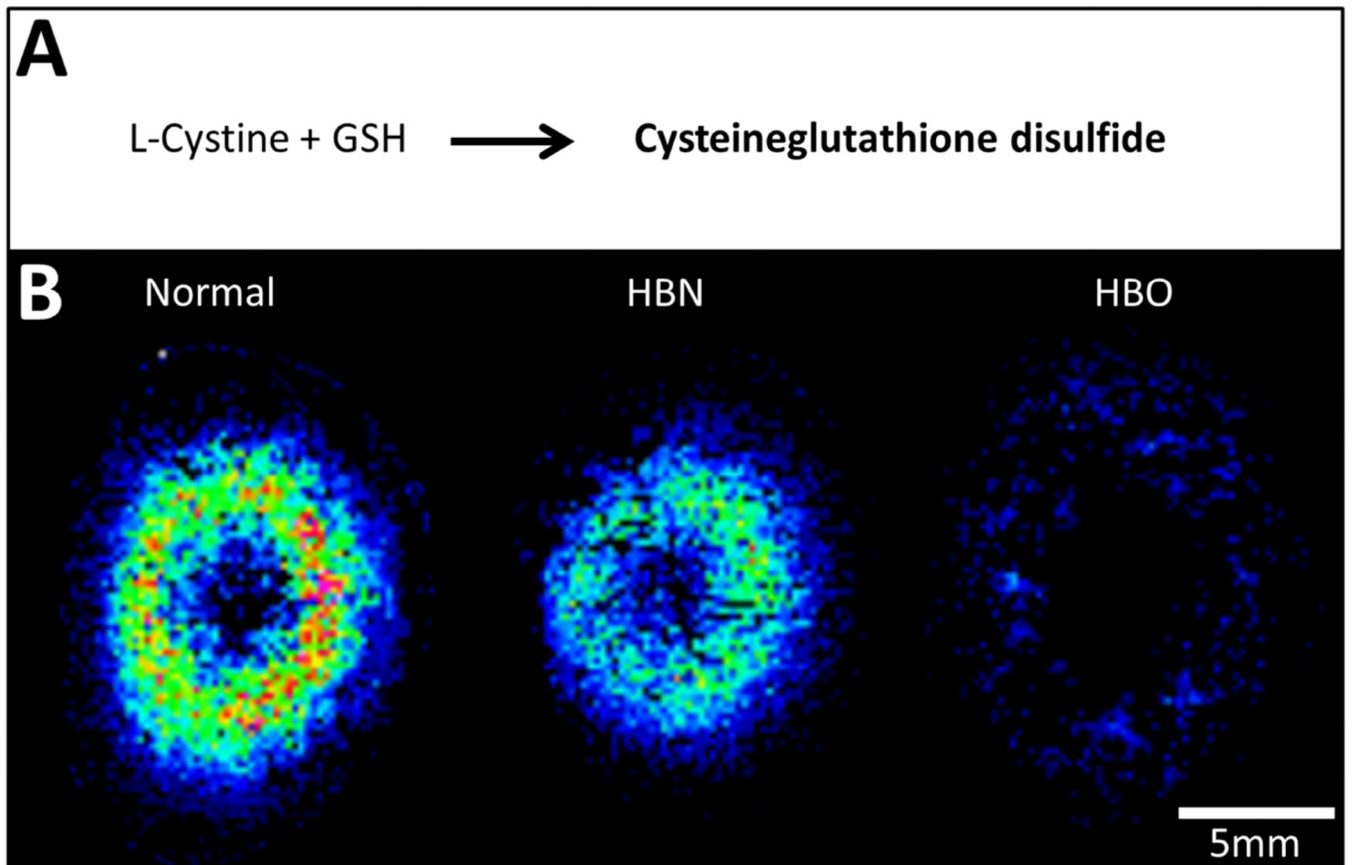 A
L-Cystine + GSH → Cysteineglutathione disulfide
B
Normal HBN HBO
5mm